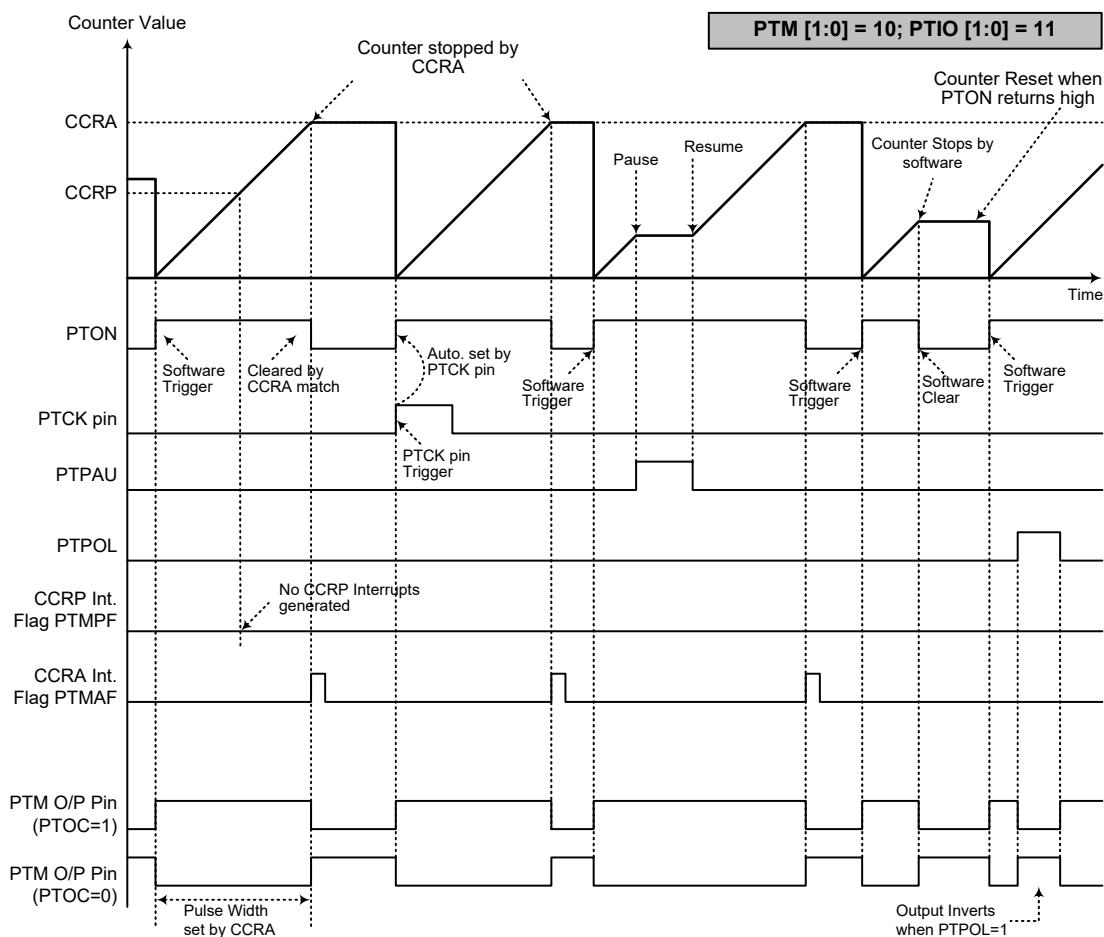 Counter Value
PTM [1:0] = 10; PTIO [1:0] = 11
Counter stopped by
CCRA
Counter Reset when
PTON returns high
CCRA
Pause
Resume
Counter Stops by
software
CCRP
Time
PTON
Software
Trigger
Cleared by
CCRA match
Auto. set by
PTCK pin
Software
Trigger
Software
Trigger
Software
Clear
Software
Trigger
PTCK pin
PTCK pin
Trigger
PTPAU
PTPOL
No CCRP Interrupts
generated
CCRP Int.
Flag PTMPF
CCRA Int.
Flag PTMAF
PTM O/P Pin
(PTOC=1)
PTM O/P Pin
(PTOC=0)
Pulse Width
set by CCRA
Output Inverts
when PTPOL=1